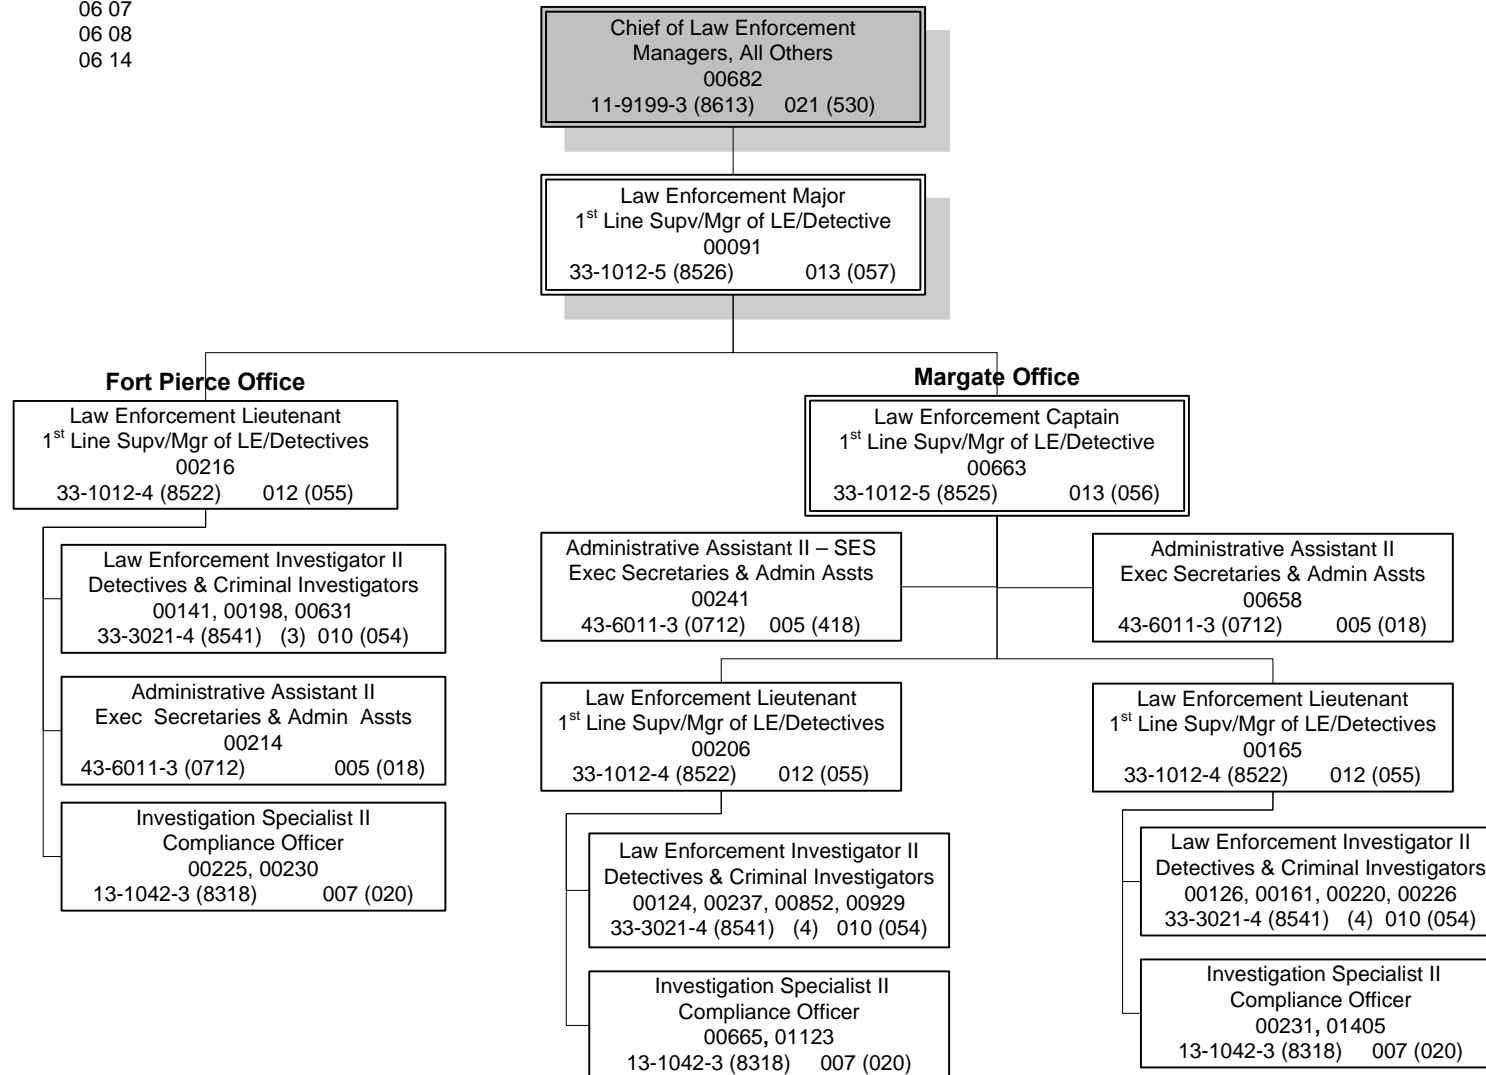 06 07
06 08
06 14
Chief of Law Enforcement
Managers, All Others
00682
11-9199-3 (8613) 021 (530)
Law Enforcement Major
1st Line Supv/Mgr of LE/Detective
00091
33-1012-5 (8526) 013 (057)
Fort Pierce Office
Law Enforcement Lieutenant
1st Line Supv/Mgr of LE/Detectives
00216
33-1012-4 (8522) 012 (055)
Law Enforcement Investigator II
Detectives & Criminal Investigators
00141, 00198, 00631
33-3021-4 (8541) (3) 010 (054)
Administrative Assistant II
Exec Secretaries & Admin Assts
00214
43-6011-3 (0712) 005 (018)
Investigation Specialist II
Compliance Officer
00225, 00230
13-1042-3 (8318) 007 (020)
Margate Office
Law Enforcement Captain
1st Line Supv/Mgr of LE/Detective
00663
33-1012-5 (8525) 013 (056)
Administrative Assistant II – SES
Exec Secretaries & Admin Assts
00241
43-6011-3 (0712) 005 (418)
Administrative Assistant II
Exec Secretaries & Admin Assts
00658
43-6011-3 (0712) 005 (018)
Law Enforcement Lieutenant
1st Line Supv/Mgr of LE/Detectives
00206
33-1012-4 (8522) 012 (055)
Law Enforcement Investigator II
Detectives & Criminal Investigators
00124, 00237, 00852, 00929
33-3021-4 (8541) (4) 010 (054)
Investigation Specialist II
Compliance Officer
00665, 01123
13-1042-3 (8318) 007 (020)
Law Enforcement Lieutenant
1st Line Supv/Mgr of LE/Detectives
00165
33-1012-4 (8522) 012 (055)
Law Enforcement Investigator II
Detectives & Criminal Investigators
00126, 00161, 00220, 00226
33-3021-4 (8541) (4) 010 (054)
Investigation Specialist II
Compliance Officer
00231, 01405
13-1042-3 (8318) 007 (020)